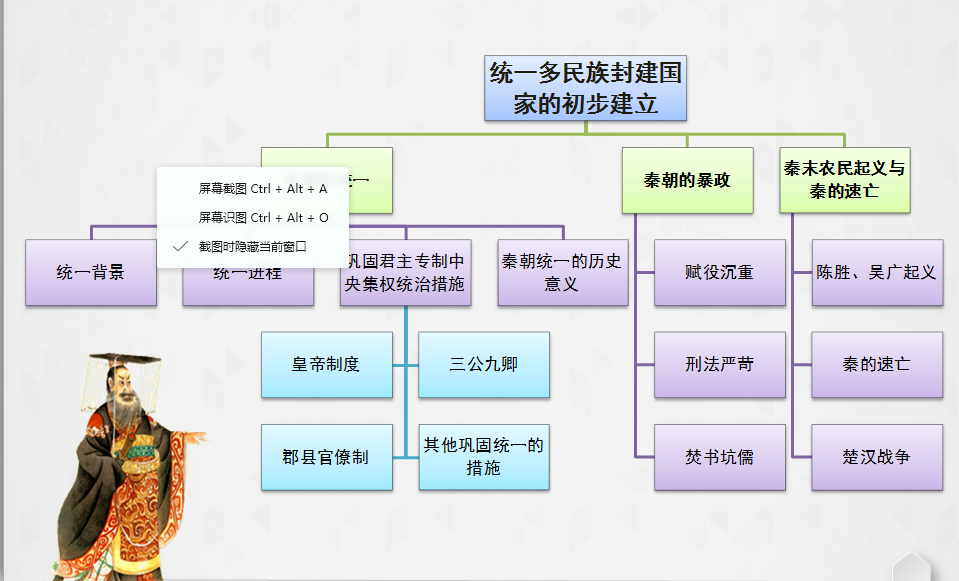 统一多民族封建国
家的初步建立
一
秦朝的暴政
秦末农民起义与
秦的速亡
屏幕截图 Ctrl + Alt + A
屏幕识图 Ctrl + Alt + O
截图时隐藏当前窗口
统一背景
统一进程
巩固君主专制中
央集权统治措施
秦朝统一的历史
意义
赋役沉重
陈胜、吴广起义
皇帝制度
三公九卿
刑法严苛
秦的速亡
郡县官僚制
其他巩固统一的
措施
焚书坑儒
楚汉战争